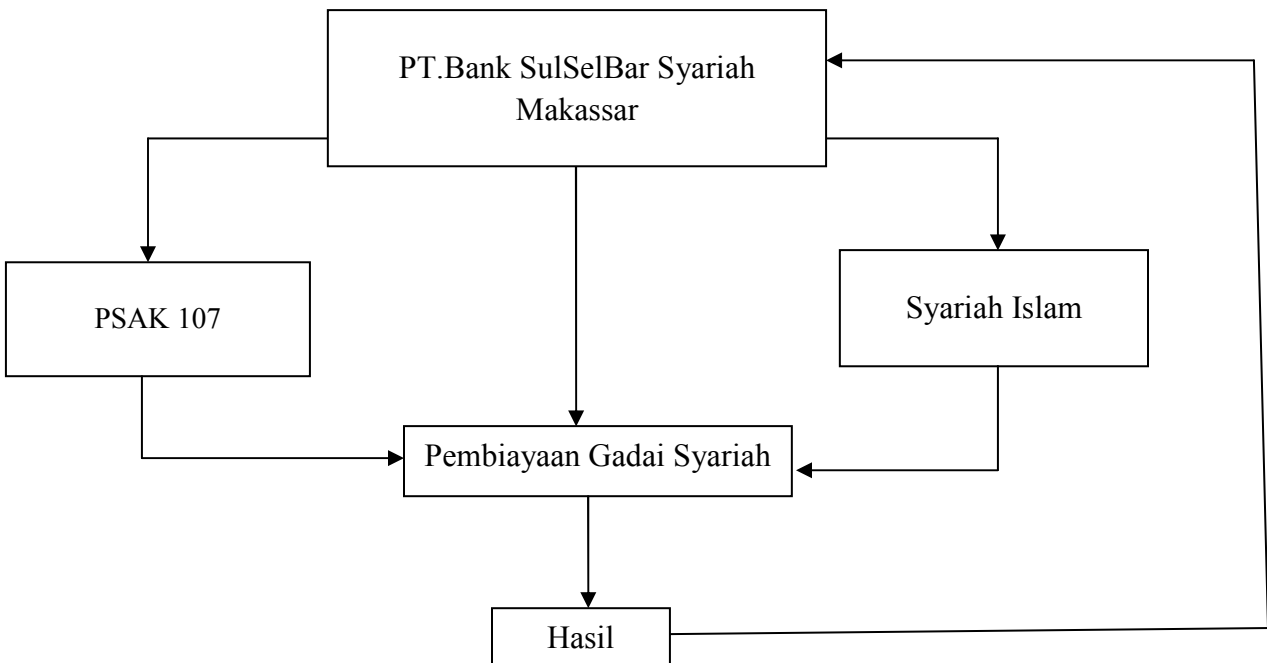 PT.Bank SulSelBar Syariah
Makassar
PSAK 107
Syariah Islam
Pembiayaan Gadai Syariah
Hasil